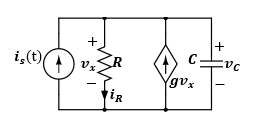 +
+
i_s(t)
v_x
R
C
v_C
gv_x
−
−
i_R